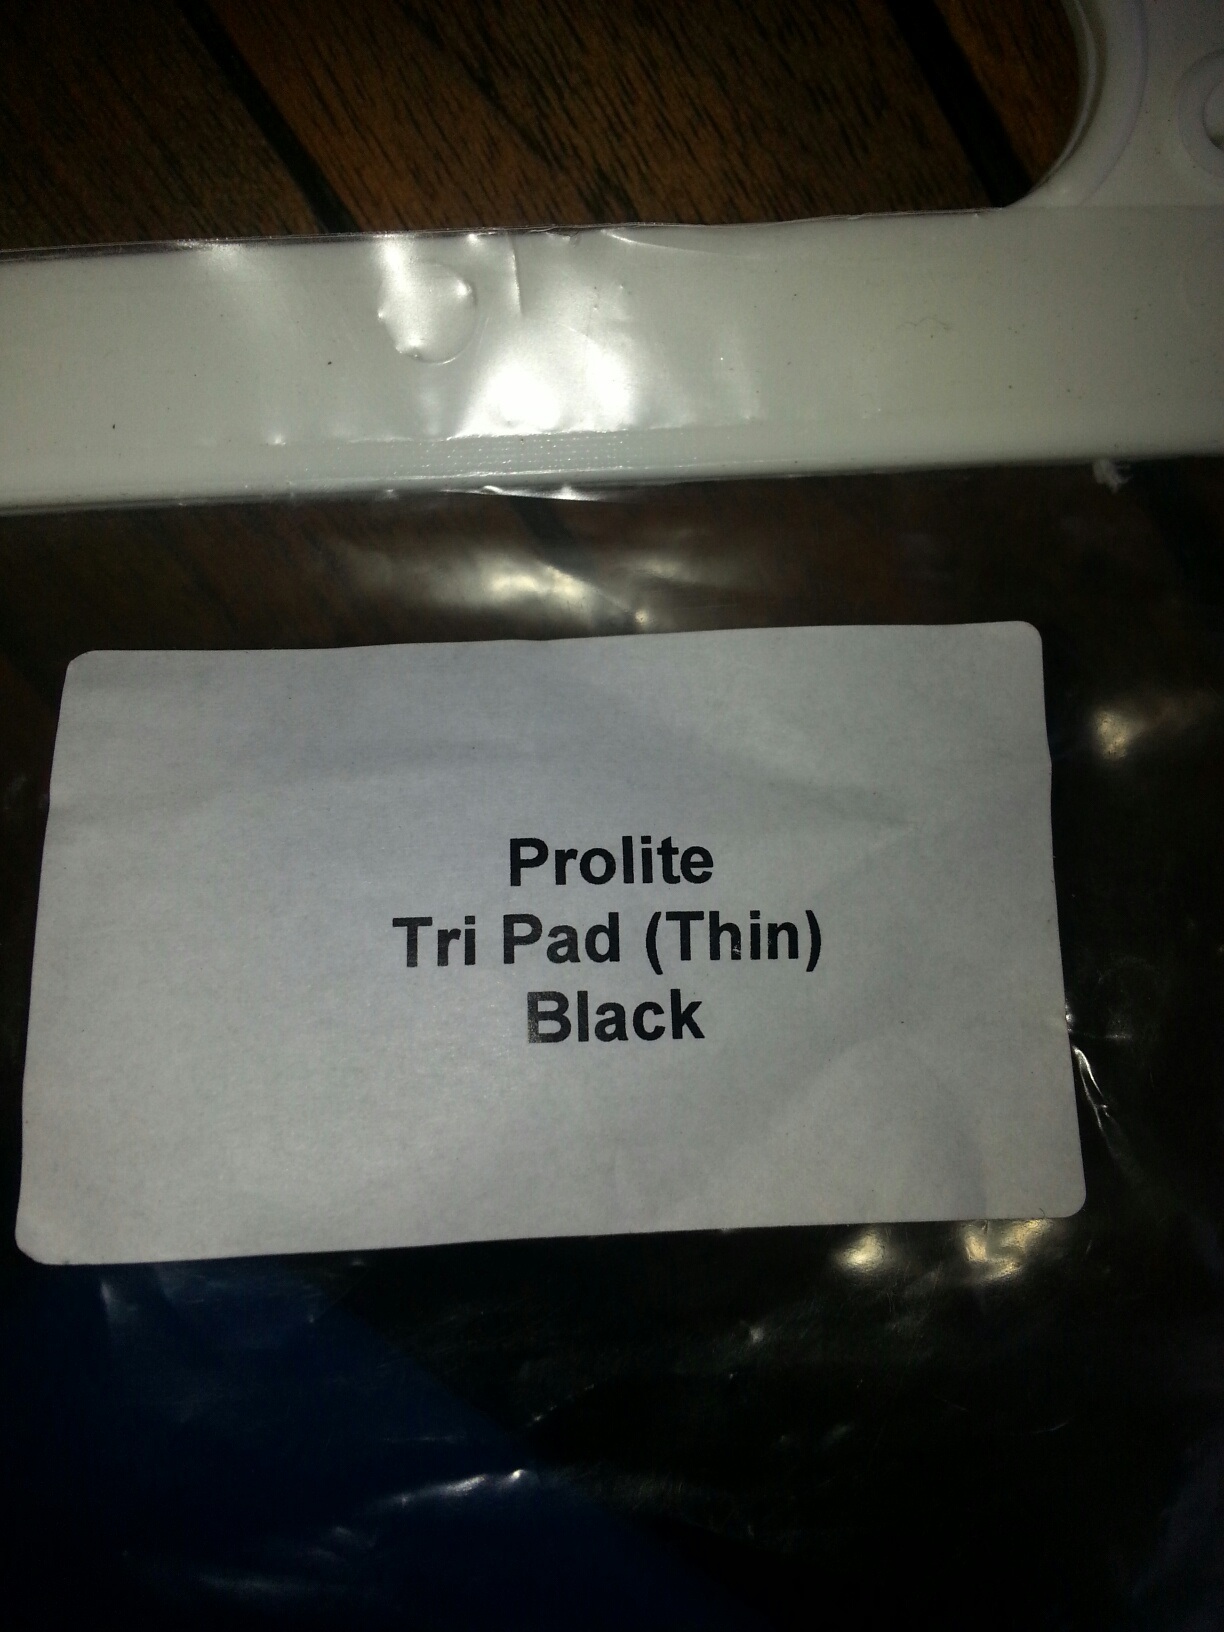 Prolite
Tri Pad (Thin)
Black